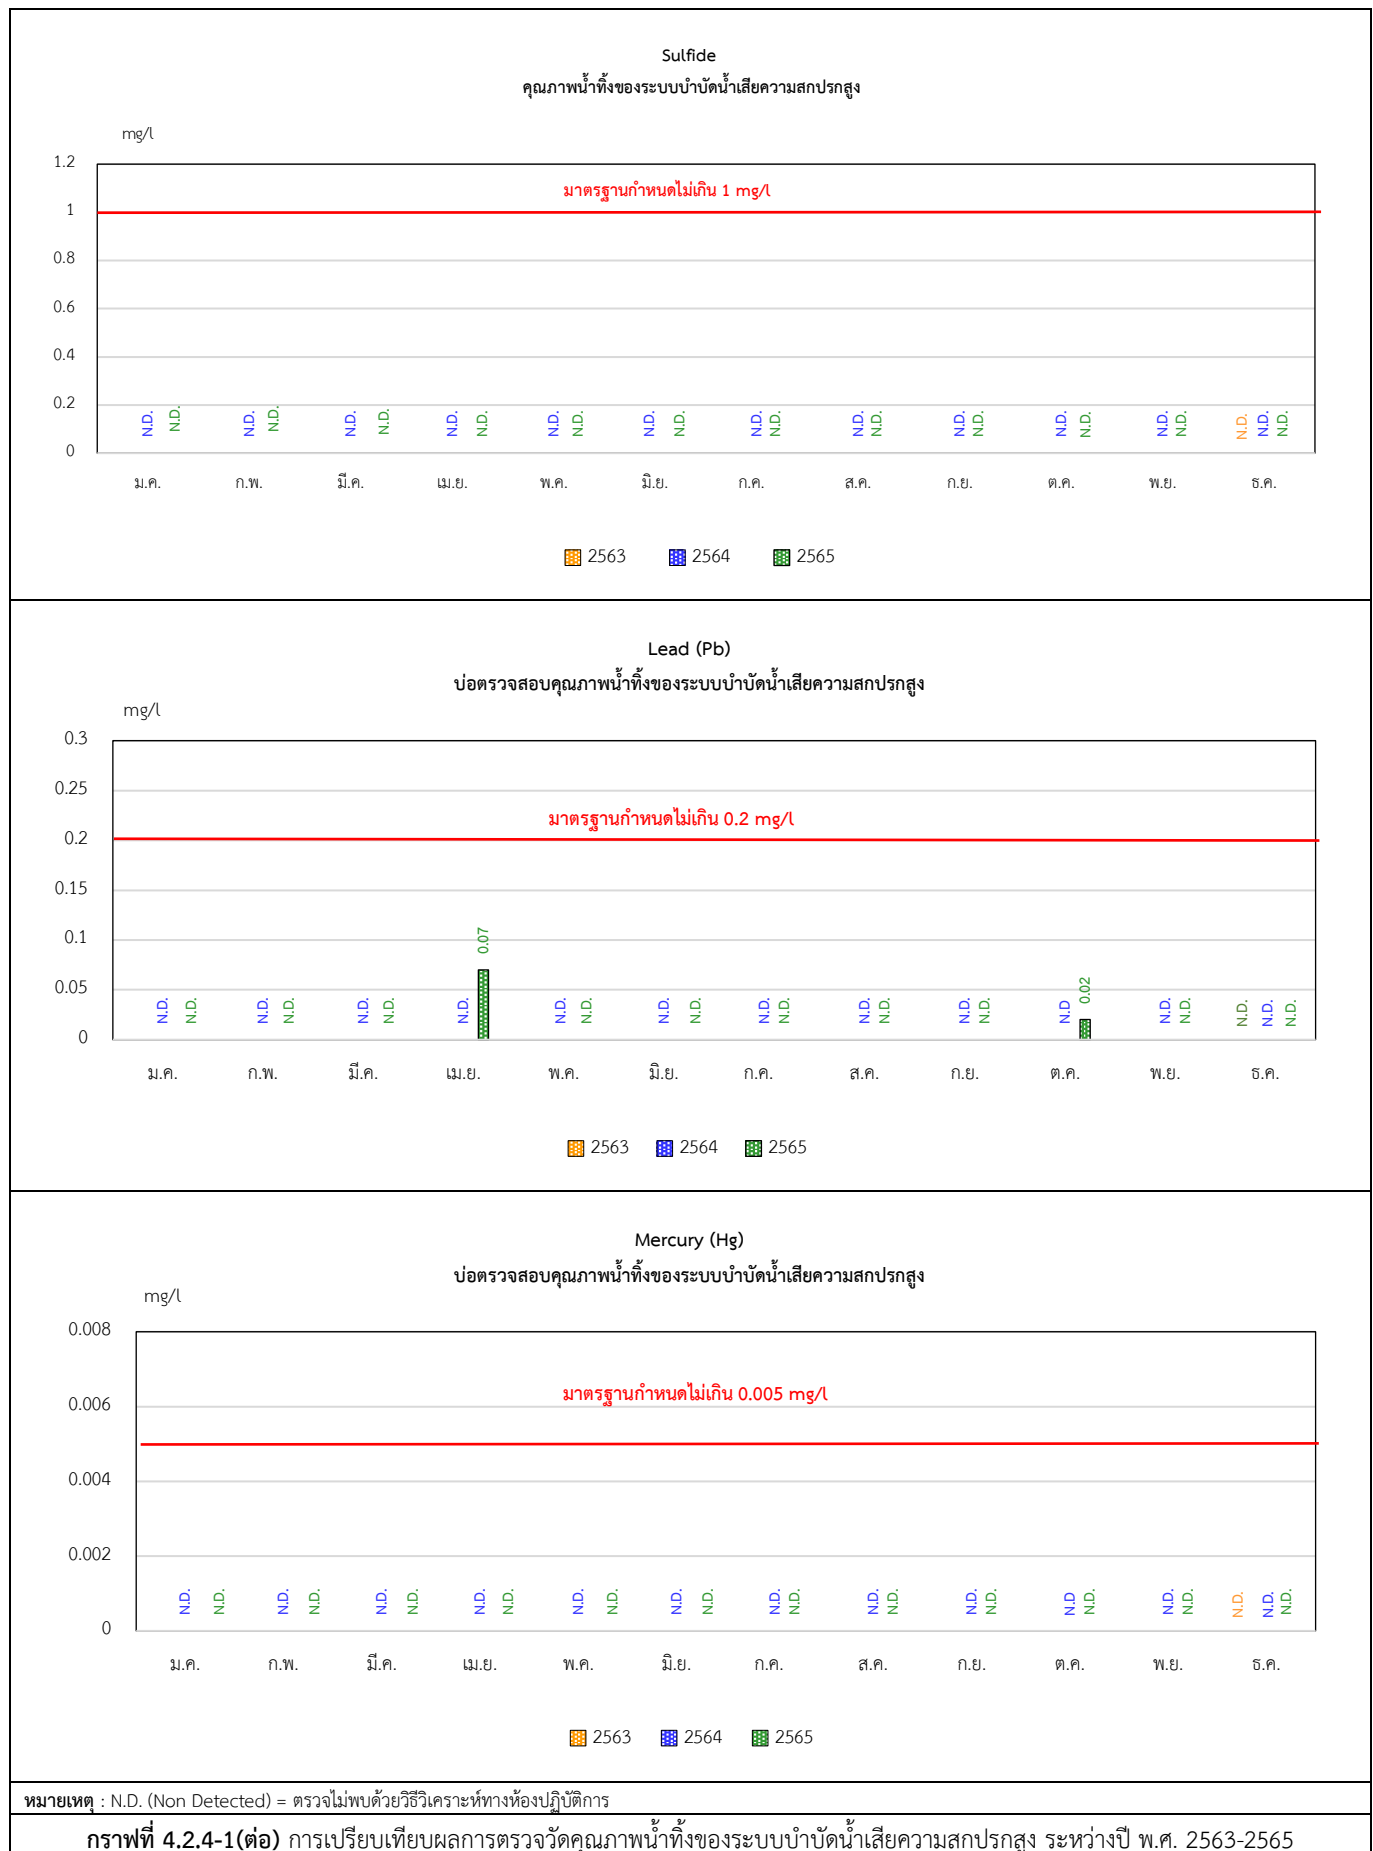 Sulfide
คุณภาพน้ำทิ้งของระบบบำบัดน้ำเสียความสกปรกสูง
mg/l
1.2
มาตรฐานกำหนดไม่เกิน 1 mg/l
1
0.8
0.6
0.4
0.2
N.D. N.D. N.D. N.D. N.D. N.D. N.D. N.D. N.D. N.D. N.D. N.D. N.D. N.D. N.D. N.D. N.D. N.D. N.D. N.D. N.D. N.D. N.D. N.D. N.D.
0
ม.ค. ก.พ. มี.ค. เม.ย. พ.ค. มิ.ย. ก.ค. ส.ค. ก.ย. ต.ค. พ.ย. ธ.ค.
2563 2564 2565
Lead (Pb)
บ่อตรวจสอบคุณภาพน้ำทิ้งของระบบบำบัดน้ำเสียความสกปรกสูง
mg/l
0.3
0.25
มาตรฐานกำหนดไม่เกิน 0.2 mg/l
0.2
0.15
0.1
0.05
N.D. N.D. N.D. N.D. N.D. N.D. N.D. 0.07 N.D. N.D. N.D. N.D. N.D. N.D. N.D. N.D. N.D. N.D. N.D 0.02 N.D. N.D. N.D. N.D. N.D.
0
ม.ค. ก.พ. มี.ค. เม.ย. พ.ค. มิ.ย. ก.ค. ส.ค. ก.ย. ต.ค. พ.ย. ธ.ค.
2563 2564 2565
Mercury (Hg)
บ่อตรวจสอบคุณภาพน้ำทิ้งของระบบบำบัดน้ำเสียความสกปรกสูง
mg/l
0.008
0.006
มาตรฐานกำหนดไม่เกิน 0.005 mg/l
0.004
0.002
N.D. N.D. N.D. N.D. N.D. N.D. N.D. N.D. N.D. N.D. N.D. N.D. N.D. N.D. N.D. N.D. N.D. N.D. N.D N.D. N.D. N.D. N.D. N.D. N.D.
0
ม.ค. ก.พ. มี.ค. เม.ย. พ.ค. มิ.ย. ก.ค. ส.ค. ก.ย. ต.ค. พ.ย. ธ.ค.
2563 2564 2565
หมายเหตุ : N.D. (Non Detected) = ตรวจไม่พบด้วยวิธีวิเคราะห์ทางห้องปฏิบัติการ
กราฟที่ 4.2.4-1(ต่อ) การเปรียบเทียบผลการตรวจวัดคุณภาพน้ำทิ้งของระบบบำบัดน้ำเสียความสกปรกสูง ระหว่างปี พ.ศ. 2563-2565